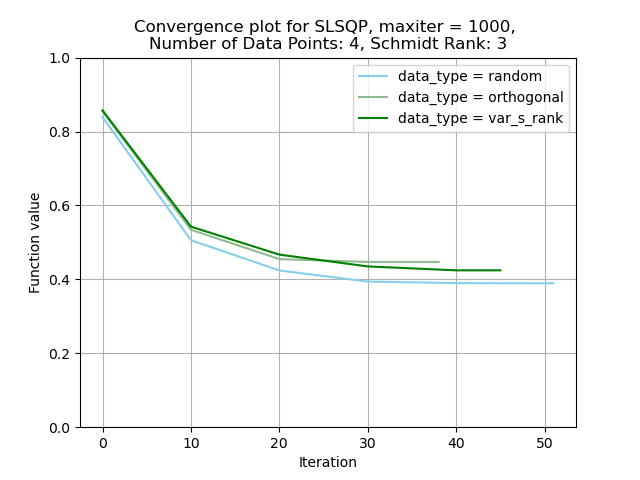 Convergence plot for SLSQP, maxiter = 1000,
Number of Data Points: 4, Schmidt Rank: 3
data_type = random
data_type = orthogonal
data_type = var_s_rank
1.0
0.8
0.6
0.4
0.2
0.0
Function value
0 10 20 30 40 50
Iteration